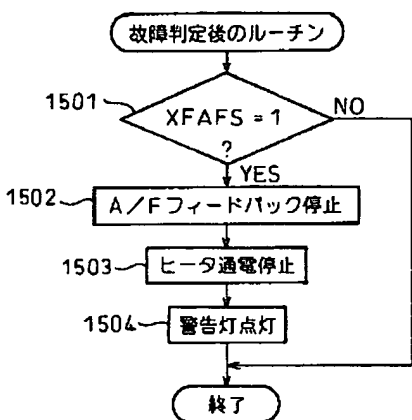 故障判定後のルーチン
1501
XFAFS = 1
?
NO
YES
1502
A/Fフィードバック停止
1503
ヒータ通電停止
1504
警告灯点灯
終了